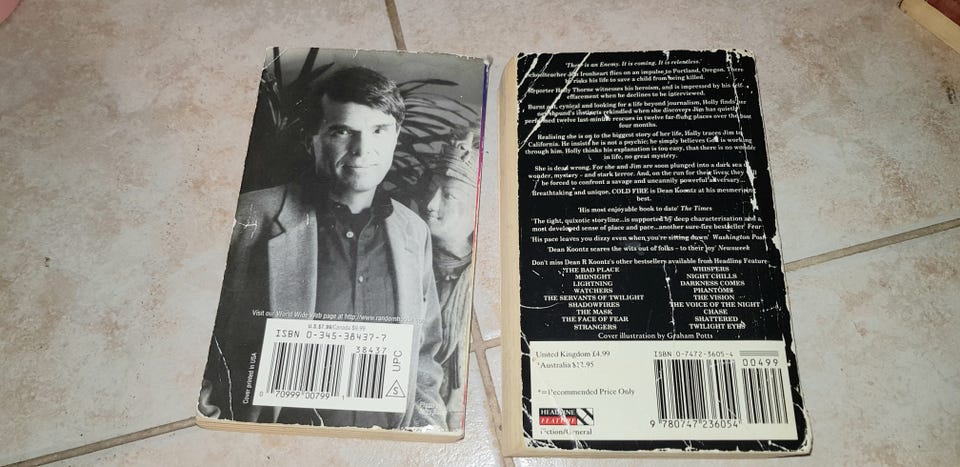 Visit our World Wide Web page at http://www.randomh
U.S.$7.99/Canada $9.99
ISBN 0-345-38437-7
38437
UPC
S
0 70999 00799
Cover printed in USA
'There is an Enemy. It is coming. It is relentless.'
Schoolteacher Jim Ironheart flies on an impulse to Portland, Oregon. There
he risks his life to save a child from being killed.
Reporter Holly Thorne witnesses his heroism, and is impressed by his self-
effacement when he declines to be interviewed.
Burnt out, cynical and looking for a life beyond journalism, Holly finds her
newshound's instincts rekindled when she discovers Jim has quietly
performed twelve last-minute rescues in twelve far-flung places over the past
four months.
Realising she is on to the biggest story of her life, Holly traces Jim to
California. He insists he is not a psychic; he simply believes God is working
through him. Holly thinks his explanation is too easy, that there is no wonder
in life, no great mystery.
She is dead wrong. For she and Jim are soon plunged into a dark sea of
wonder, mystery – and stark terror. And, on the run for their lives, they will
be forced to confront a savage and uncannily powerful adversary...
Breathtaking and unique, COLD FIRE is Dean Koontz at his mesmerising
best.
'His most enjoyable book to date' The Times
'The tight, quixotic storyline...is supported by deep characterisation and a
most developed sense of place and pace...another sure-fire bestseller' Fear
'His pace leaves you dizzy even when you're sitting down' Washington Post
'Dean Koontz scares the wits out of folks – to their joy' Newsweek
Don't miss Dean R Koontz's other bestsellers available from Headline Feature
THE BAD PLACE
MIDNIGHT
LIGHTNING
WATCHERS
THE SERVANTS OF TWILIGHT
SHADOWFIRES
THE MASK
THE FACE OF FEAR
STRANGERS
WHISPERS
NIGHT CHILLS
DARKNESS COMES
PHANTOMS
THE VISION
THE VOICE OF THE NIGHT
CHASE
SHATTERED
TWILIGHT EYES
Cover illustration by Graham Potts
United Kingdom £4.99
*Australia $12.95
*=Recommended Price Only
HEADLINE
FEATURE
Fiction/General
ISBN 0-7472-3605-4
00499
9 780747 236054